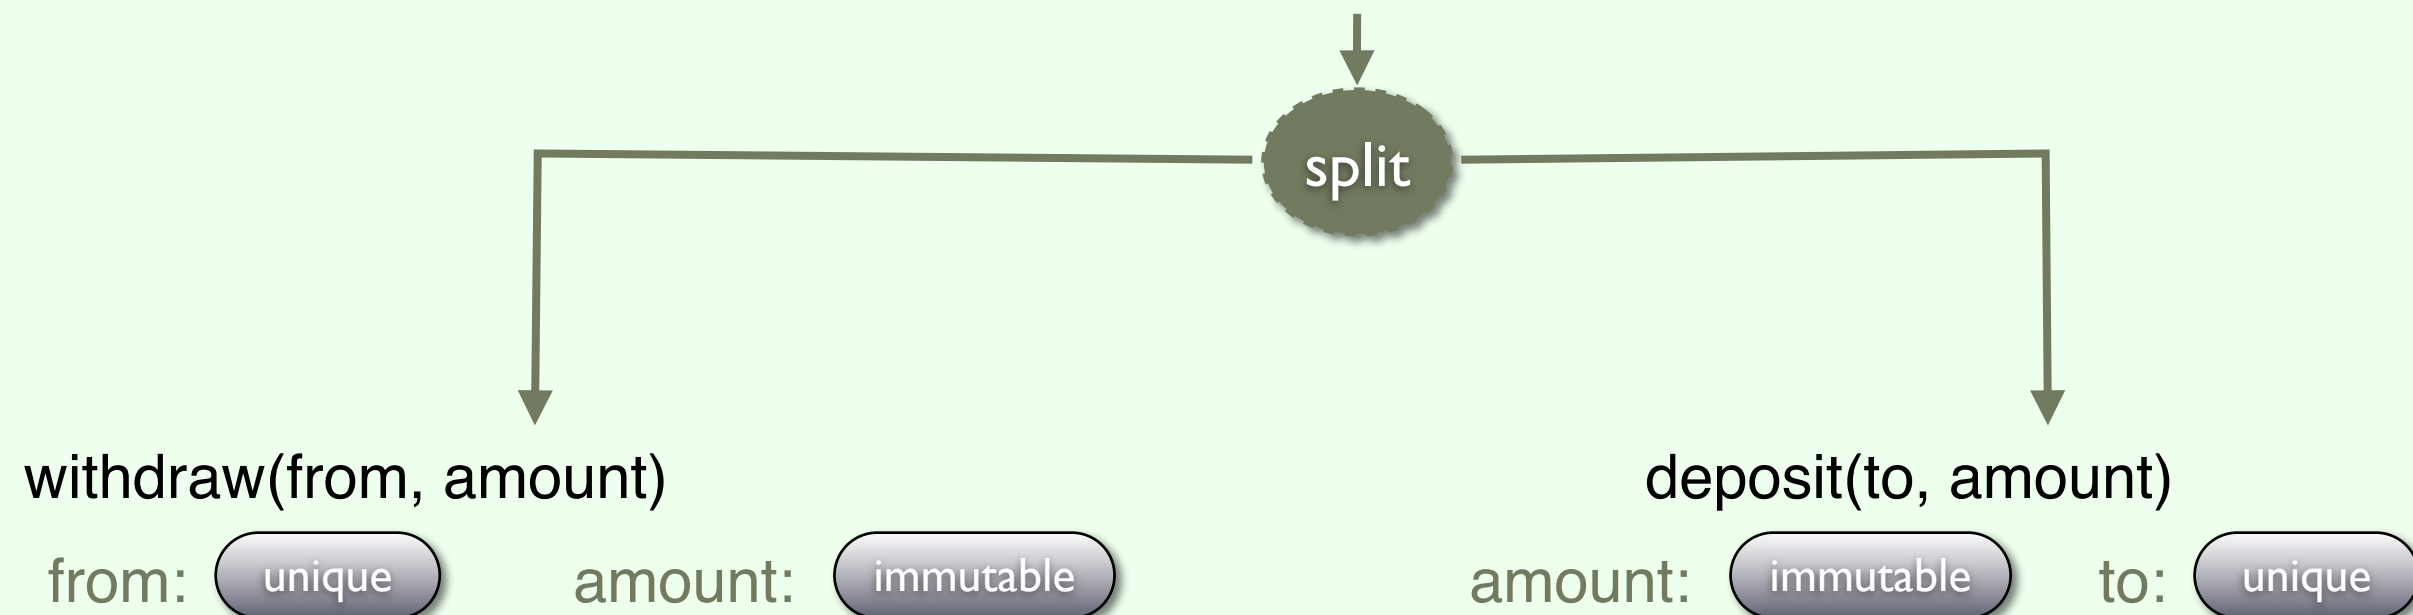 split
withdraw(from, amount)
deposit(to, amount)
from: unique amount: immutable
amount: immutable to: unique